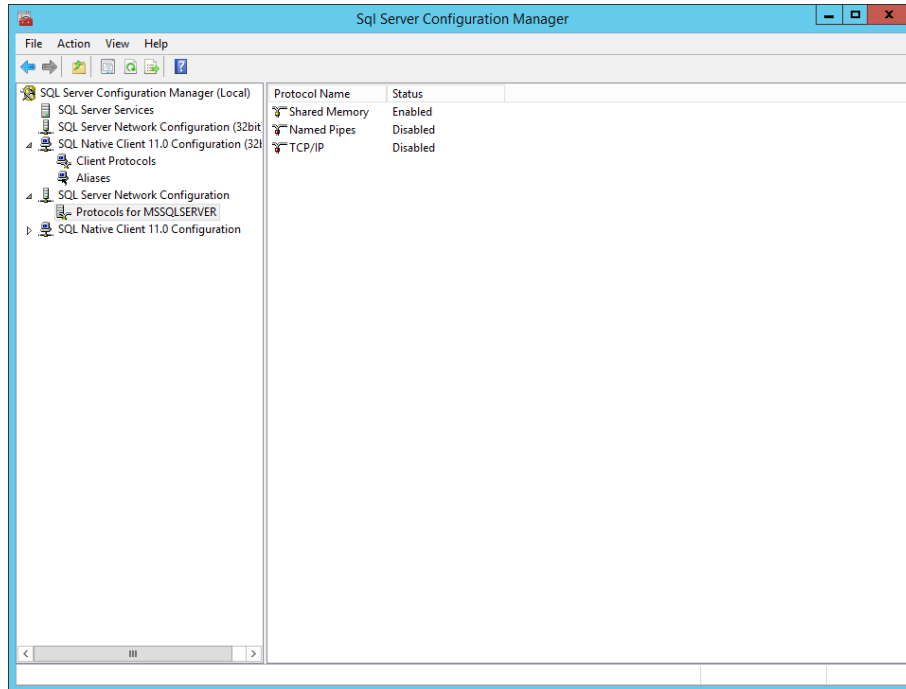 Sql Server Configuration Manager
File Action View Help
SQL Server Configuration Manager (Local)
SQL Server Services
SQL Server Network Configuration (32bit
SQL Native Client 11.0 Configuration (32b
Client Protocols
Aliases
SQL Server Network Configuration
Protocols for MSSQLSERVER
SQL Native Client 11.0 Configuration
Protocol Name Status
Shared Memory Enabled
Named Pipes Disabled
TCP/IP Disabled